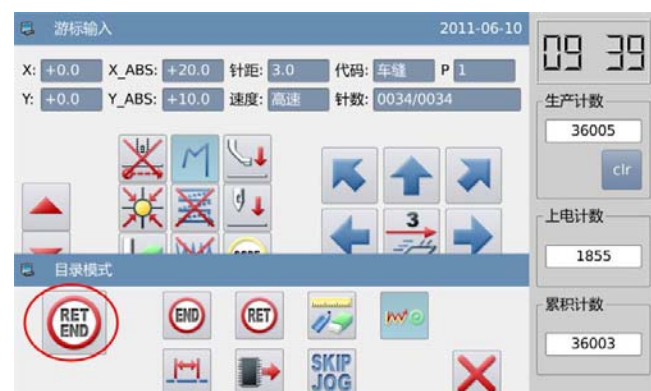 游标输入 2011-06-10
09 39
X: +0.0 X_ABS: +20.0 针距: 3.0 代码: 车缝 P 1
Y: +0.0 Y_ABS: +10.0 速度: 高速 针数: 0034/0034
生产计数
36005
clr
上电计数
1855
3
目录模式
累积计数
36003
RET
END
END
RET
SKIP
JOG